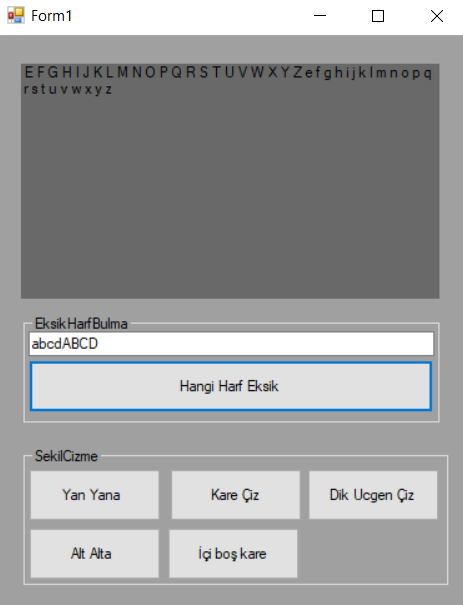 Form1
E F G H I J K L M N O P Q R S T U V W X Y Z e f g h i j k l m n o p q
r s t u v w x y z
EksikHarfBulma
abcdABCD
Hangi Harf Eksik
SekilCizme
Yan Yana
Kare Çiz
Dik Ucgen Çiz
Alt Alta
İçi boş kare